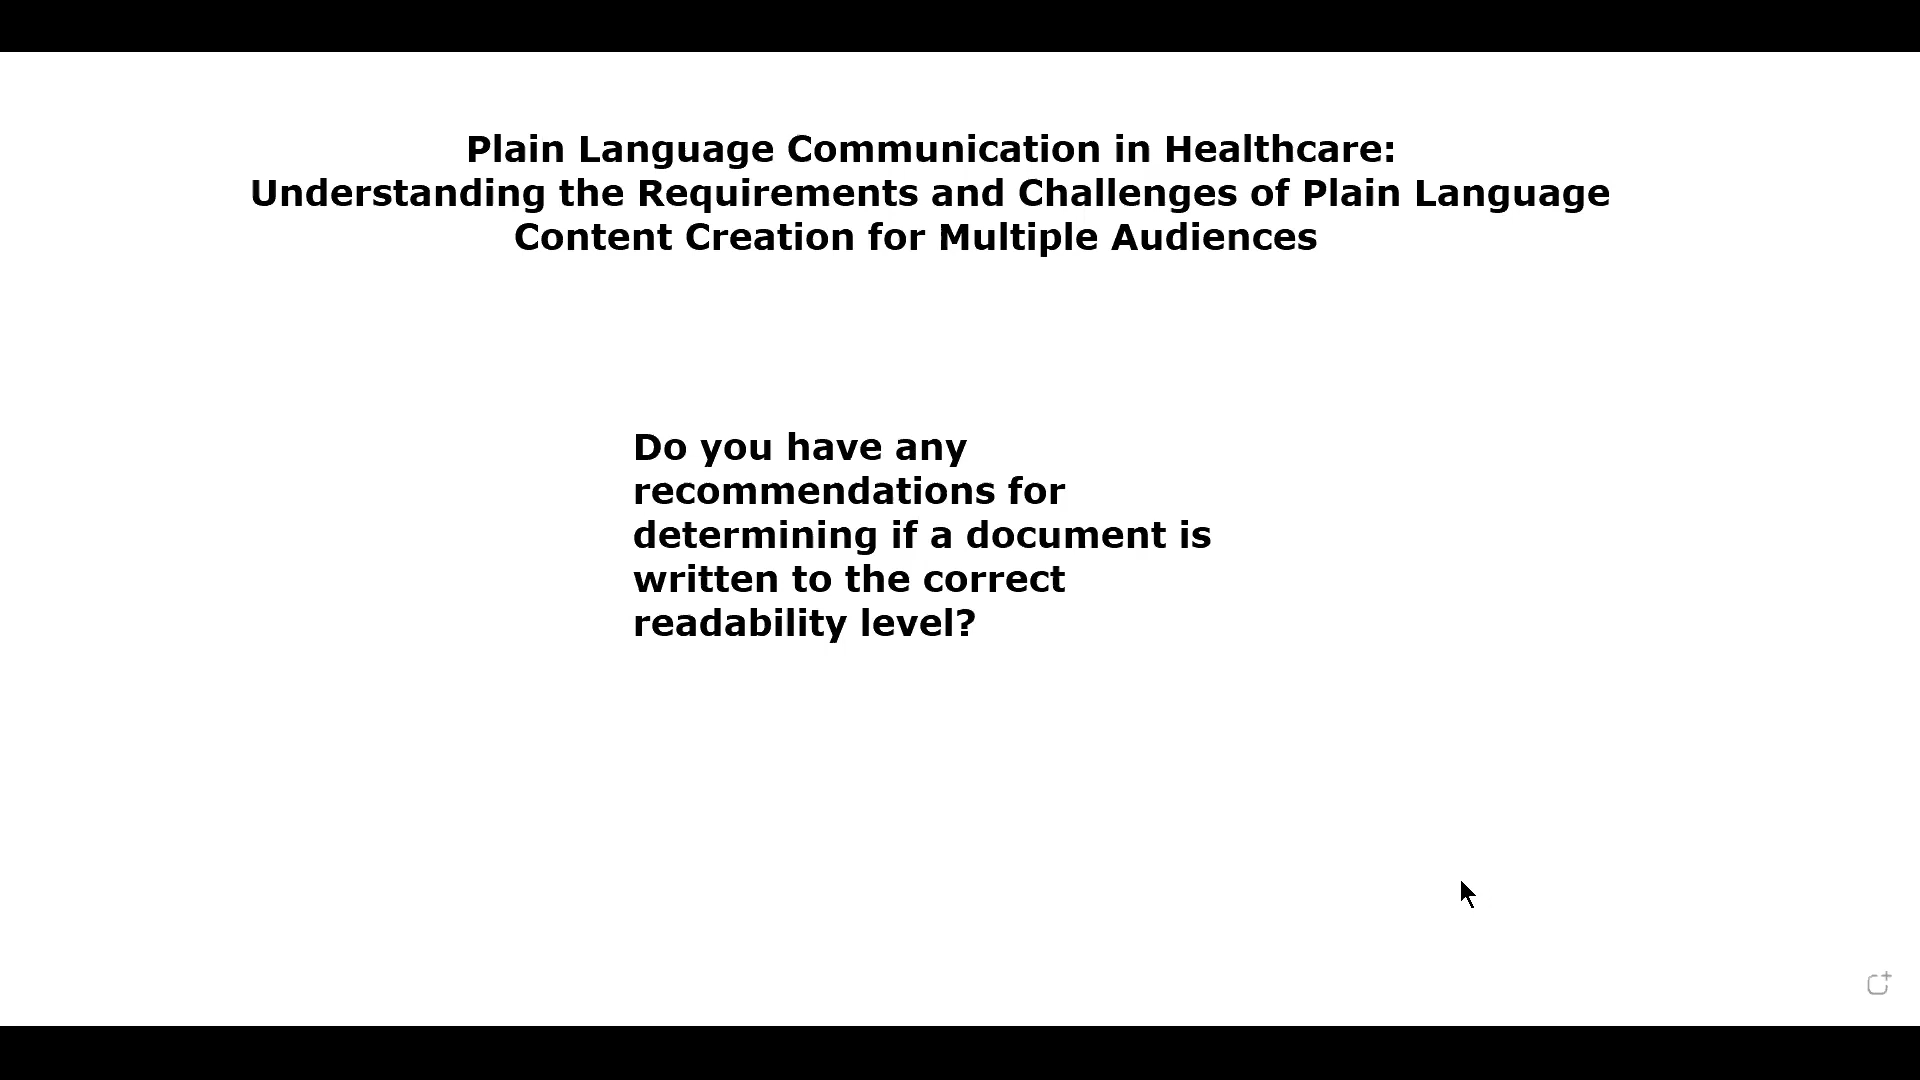 Plain Language Communication in Healthcare:
Understanding the Requirements and Challenges of Plain Language
Content Creation for Multiple Audiences
Do you have any
recommendations for
determining if a document is
written to the correct
readability level?